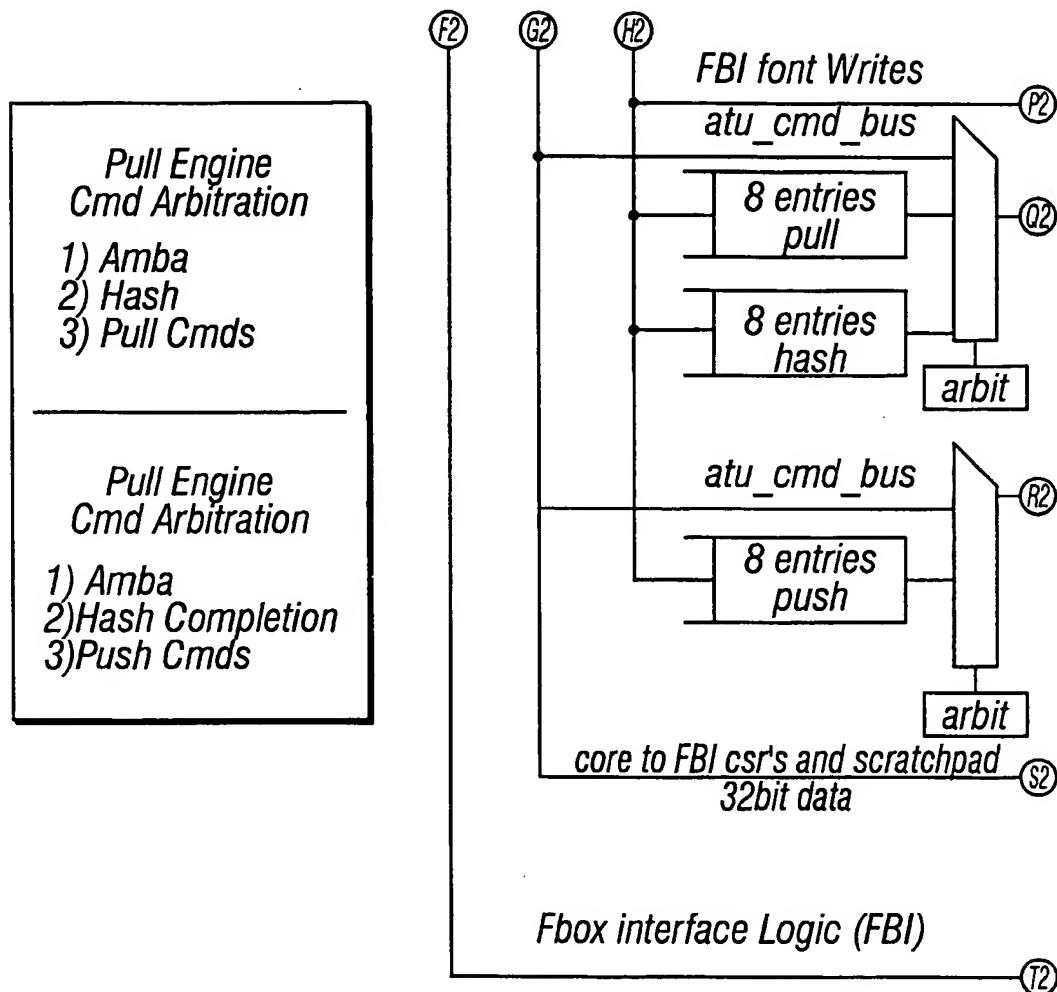 F2
G2
H2
FBI font Writes
P2
atu_cmd_bus
Pull Engine
Cmd Arbitration
1) Amba
2) Hash
3) Pull Cmds
8 entries
pull
Q2
8 entries
hash
arbit
Pull Engine
Cmd Arbitration
1) Amba
2)Hash Completion
3)Push Cmds
atu_cmd_bus
R2
8 entries
push
arbit
core to FBI csr's and scratchpad
32bit data
S2
Fbox interface Logic (FBI)
T2